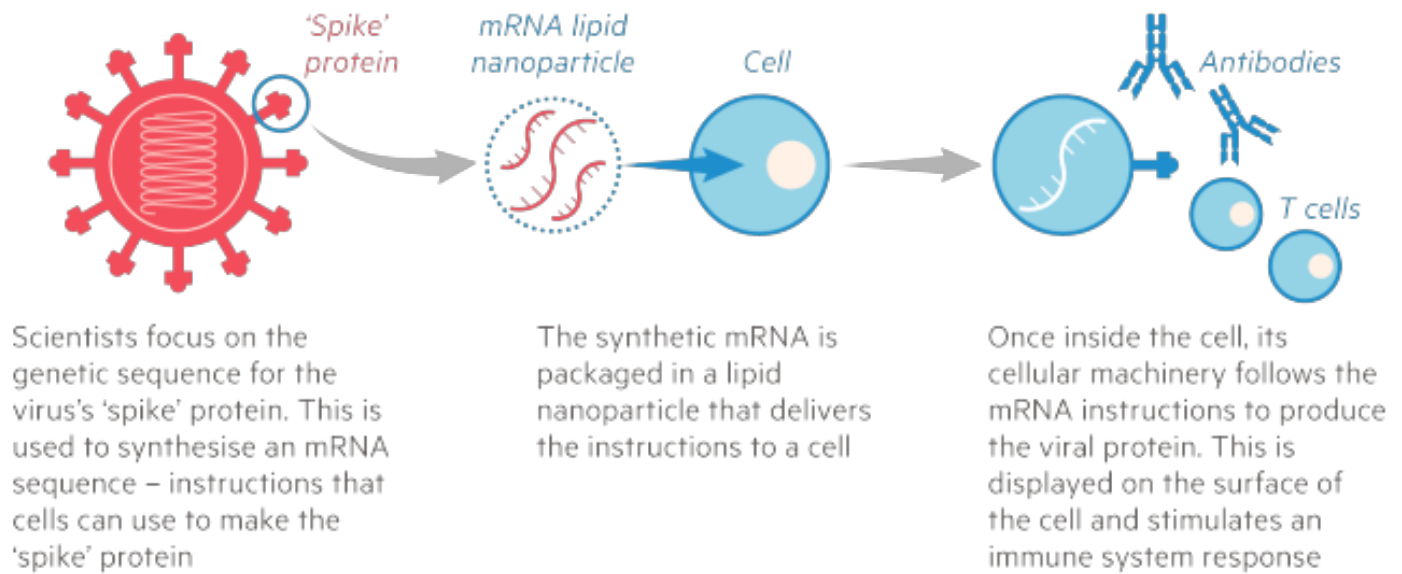 ‘Spike’
protein
mRNA lipid
nanoparticle
Cell
Antibodies
T cells
Scientists focus on the
genetic sequence for the
virus’s ‘spike’ protein. This is
used to synthesise an mRNA
sequence – instructions that
cells can use to make the
‘spike’ protein
The synthetic mRNA is
packaged in a lipid
nanoparticle that delivers
the instructions to a cell
Once inside the cell, its
cellular machinery follows the
mRNA instructions to produce
the viral protein. This is
displayed on the surface of
the cell and stimulates an
immune system response